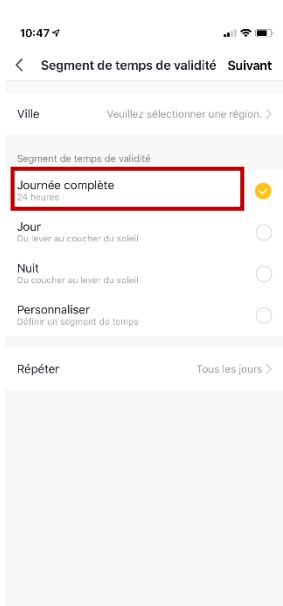 10:47
Segment de temps de validité Suivant
Ville Veuillez sélectionner une région. >
Segment de temps de validité
Journée complète
24 heures
Jour
Du lever au coucher du soleil
Nuit
Du coucher au lever du soleil
Personnaliser
Définir un segment de temps
Répéter Tous les jours >